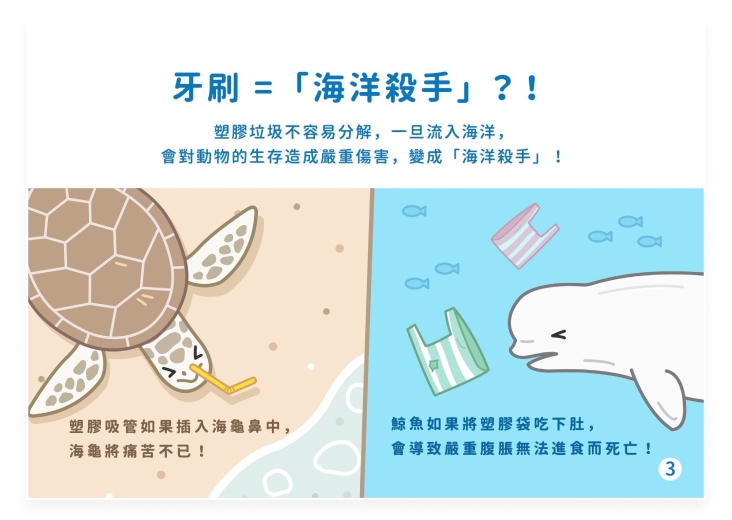 牙刷 =「海洋殺手」?!
塑膠垃圾不容易分解,一旦流入海洋,
會對動物的生存造成嚴重傷害,變成「海洋殺手」!
塑膠吸管如果插入海龜鼻中,
海龜將痛苦不已!
鯨魚如果將塑膠袋吃下肚,
會導致嚴重腹脹無法進食而死亡!
3